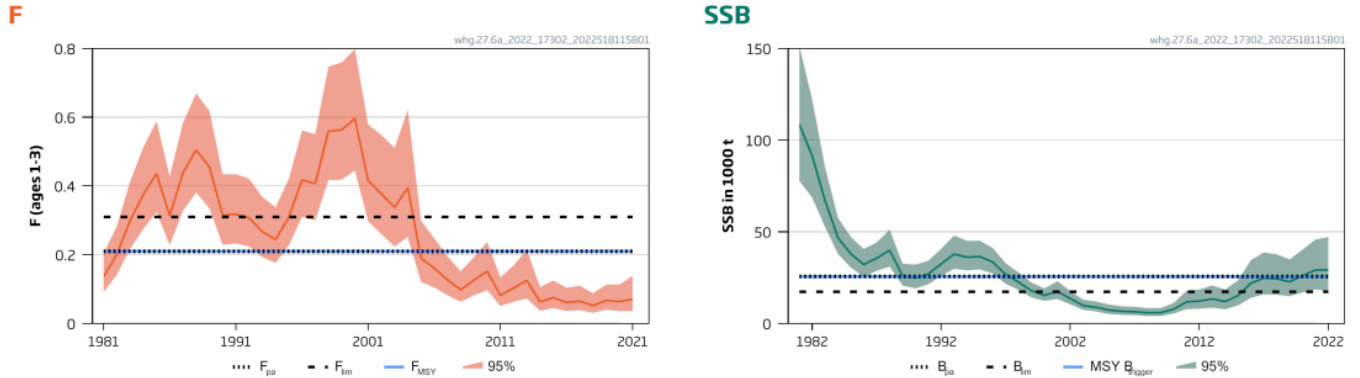 F
SSB
whg.27.6a_2022_17302_2022518115801
0.8
0.6
0.4
0.2
0
F (ages 1-3)
1981
1991
2001
2011
2021
Fpa
Flim
FMSY
95%
whg.27.6a_2022_17302_2022518115801
150
100
50
0
SSB in 1000 t
1982
1992
2002
2012
2022
Bpa
Blim
MSY Btrigger
95%